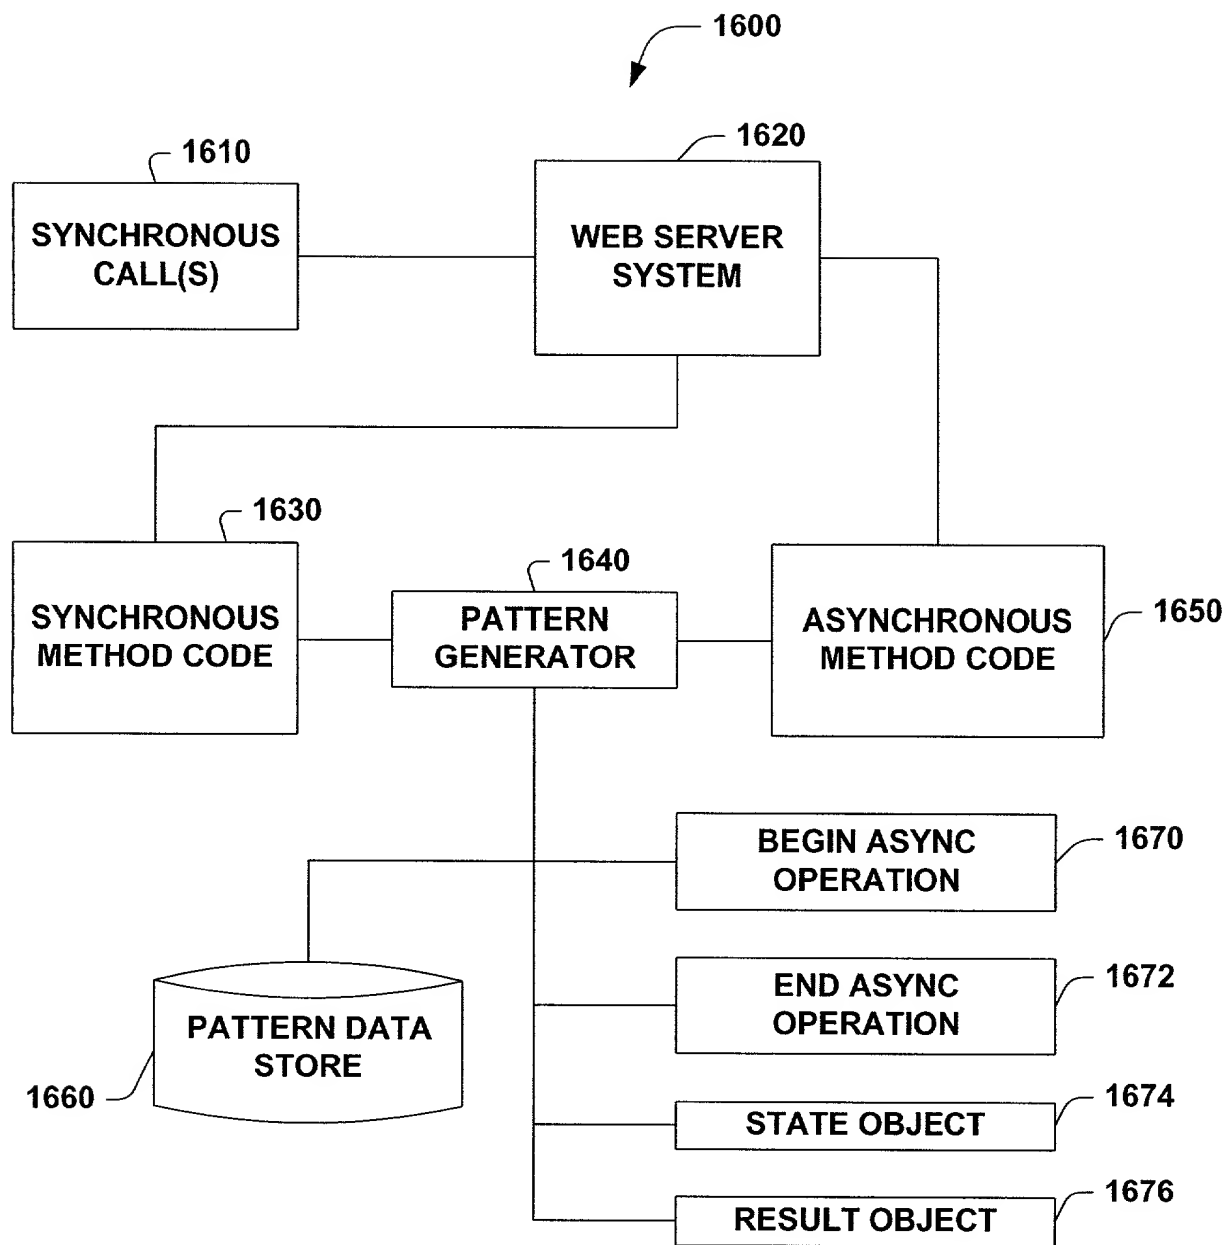 1600
1610
1620
SYNCHRONOUS
CALL(S)
WEB SERVER
SYSTEM
1630
1640
SYNCHRONOUS
METHOD CODE
PATTERN
GENERATOR
ASYNCHRONOUS
METHOD CODE
1650
BEGIN ASYNC
OPERATION
1670
END ASYNC
OPERATION
1672
PATTERN DATA
STORE
1660
STATE OBJECT
1674
RESULT OBJECT
1676